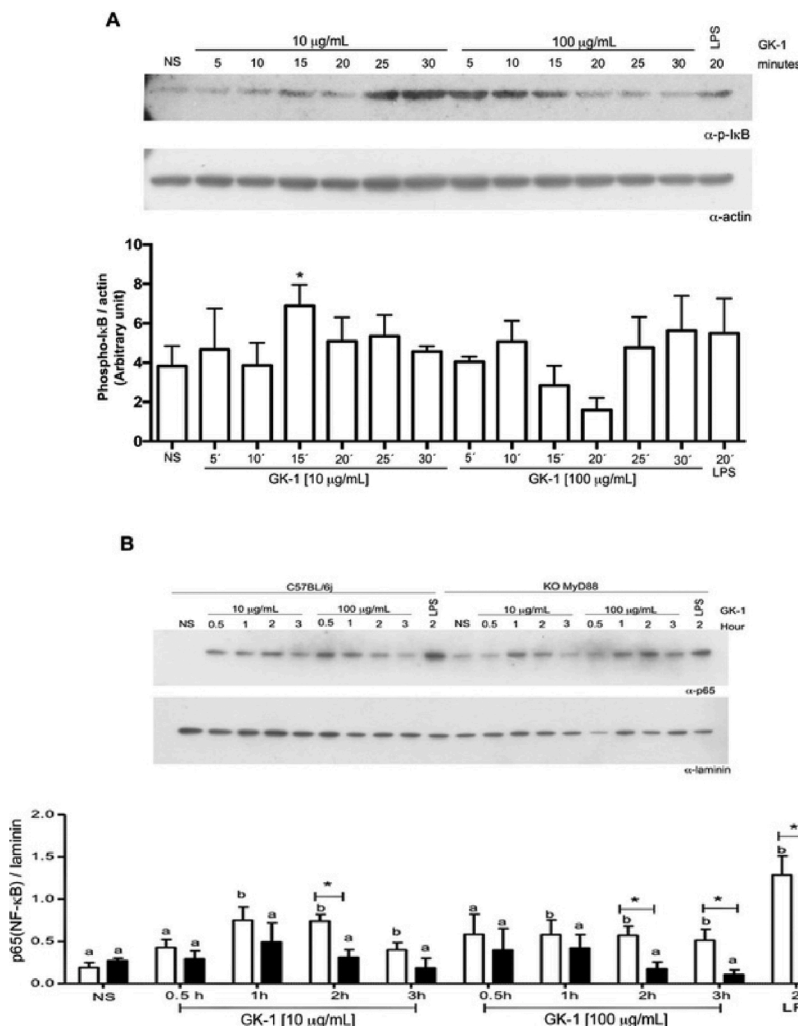 A
10 μg/mL 100 μg/mL LPS GK-1
NS 5 10 15 20 25 30 5 10 15 20 25 30 20 minutes
α-p-IκB
α-actin
Phospho-IκB / actin
(Arbitrary unit)
10
8
6
4
2
0
*
NS 5´ 10´ 15´ 20´ 25´ 30´ 5´ 10´ 15´ 20´ 25´ 30´ 20´
GK-1 [10 μg/mL] GK-1 [100 μg/mL] LPS
B
C57BL/6j KO MyD88
10 μg/mL 100 μg/mL LPS 10 μg/mL 100 μg/mL LPS GK-1
NS 0.5 1 2 3 0.5 1 2 3 2 NS 0.5 1 2 3 0.5 1 2 3 2 Hour
α-p65
α-laminin
p65(NF-κB) / laminin
2.0
1.5
1.0
0.5
0.0
* * * *
a a a a b a b a b a a a b a b a b a b
NS 0.5 h 1h 2h 3h 0.5h 1h 2h 3h 2
GK-1 [10 μg/mL] GK-1 [100 μg/mL]